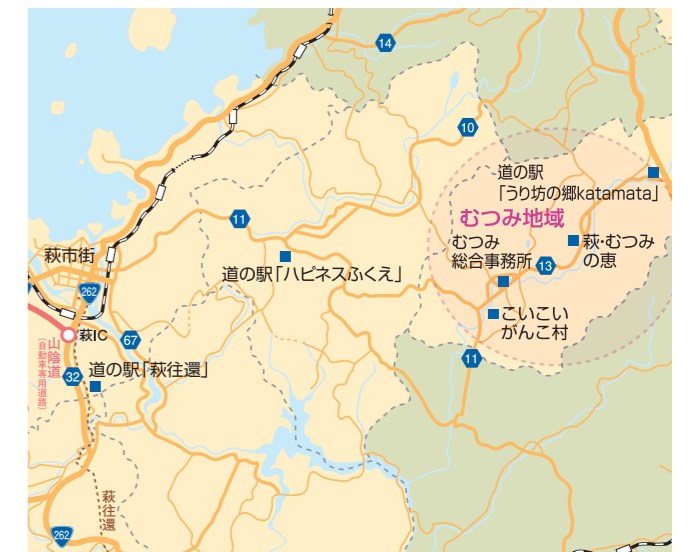 14
10
道の駅
「うり坊の郷katamata」
むつみ地域
11
むつみ
総合事務所
萩・むつみ
の恵
13
萩市街
道の駅「ハピネスふくえ」
262
こいこい
がんこ村
萩IC
67
11
山陰道
(自動車専用道路)
32
道の駅「萩往還」
萩往還
262